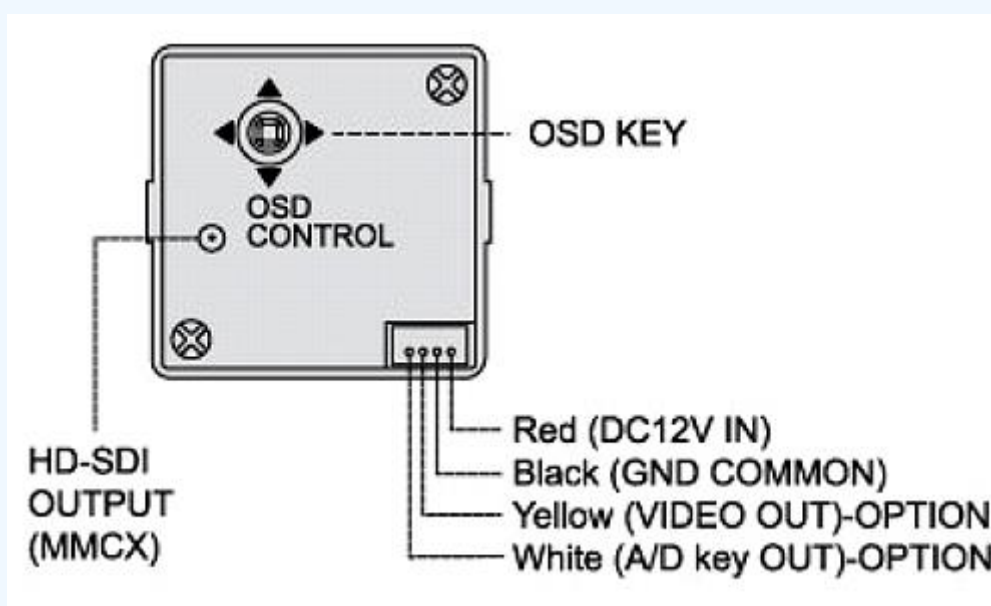 OSD KEY
OSD
CONTROL
HD-SDI
OUTPUT
(MMCX)
Red (DC12V IN)
Black (GND COMMON)
Yellow (VIDEO OUT)-OPTION
White (A/D key OUT)-OPTION